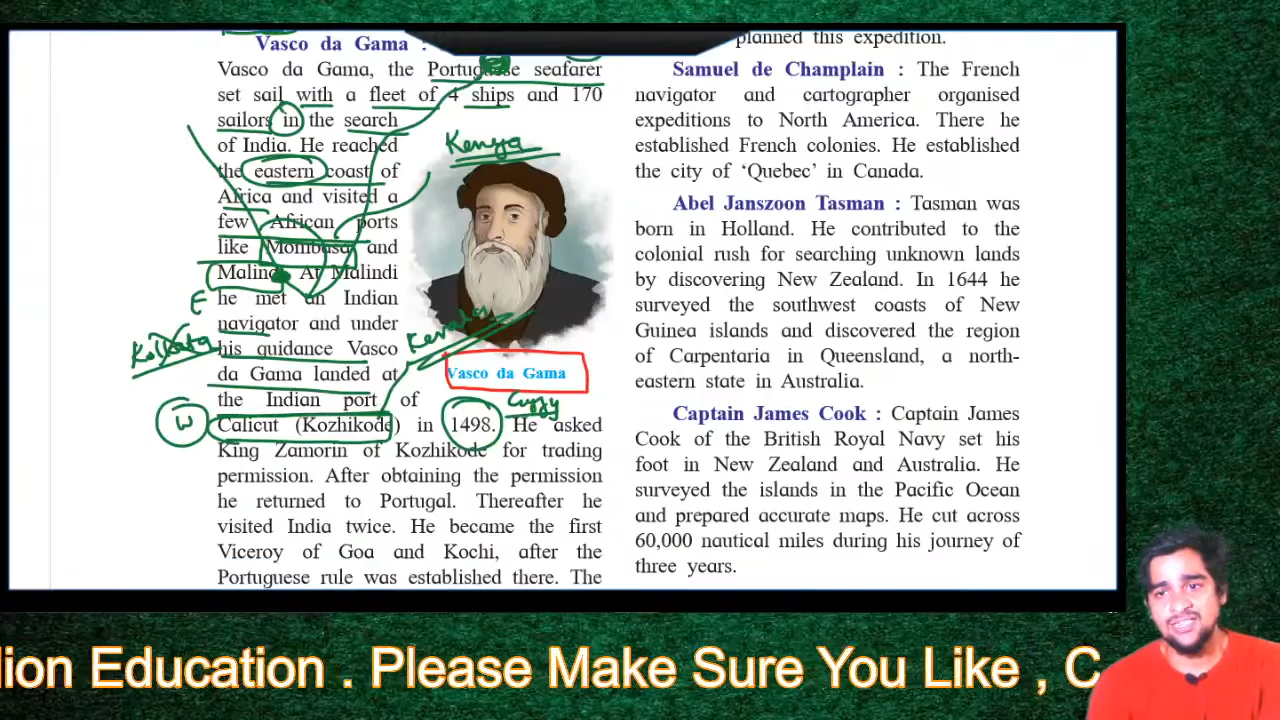 Vasco da Gama :
Vasco da Gama, the Portuguese seafarer
set sail with a fleet of 4 ships and 170
sailors in the search
of India. He reached
the eastern coast of
Africa and visited a
few African ports
like Mombasa and
Malindi. At Malindi
he met an Indian
navigator and under
his guidance Vasco
da Gama landed at
the Indian port of
Calicut (Kozhikode) in 1498. He asked
King Zamorin of Kozhikode for trading
permission. After obtaining the permission
he returned to Portugal. Thereafter he
visited India twice. He became the first
Viceroy of Goa and Kochi, after the
Portuguese rule was established there. The
Kenya
E
Kolkata
Kerala
W
Vasco da Gama
planned this expedition.
Samuel de Champlain : The French
navigator and cartographer organised
expeditions to North America. There he
established French colonies. He established
the city of ‘Quebec’ in Canada.
Abel Janszoon Tasman : Tasman was
born in Holland. He contributed to the
colonial rush for searching unknown lands
by discovering New Zealand. In 1644 he
surveyed the southwest coasts of New
Guinea islands and discovered the region
of Carpentaria in Queensland, a north-
eastern state in Australia.
Captain James Cook : Captain James
Cook of the British Royal Navy set his
foot in New Zealand and Australia. He
surveyed the islands in the Pacific Ocean
and prepared accurate maps. He cut across
60,000 nautical miles during his journey of
three years.
lion Education . Please Make Sure You Like , C